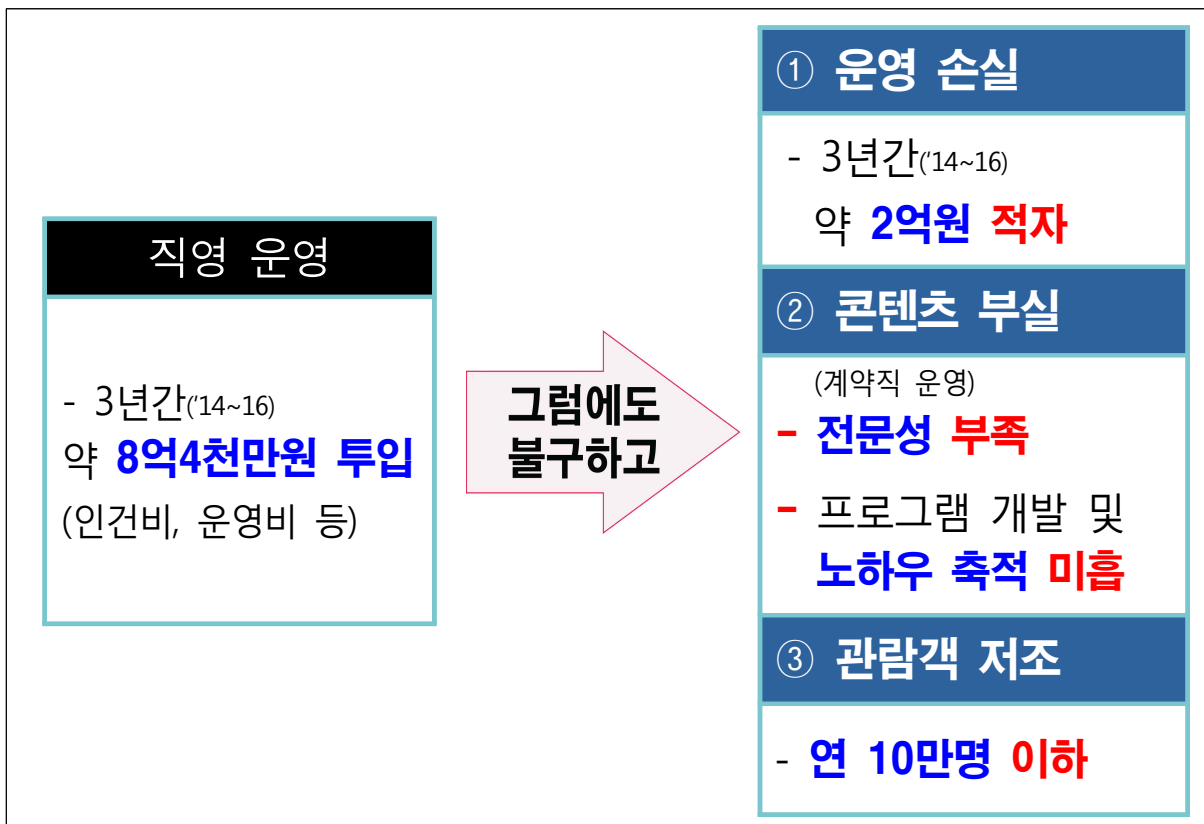 직영 운영
- 3년간('14~16)
약 8억4천만원 투입
(인건비, 운영비 등)
그럼에도
불구하고
① 운영 손실
- 3년간('14~16)
약 2억원 적자
② 콘텐츠 부실
(계약직 운영)
- 전문성 부족
- 프로그램 개발 및
노하우 축적 미흡
③ 관람객 저조
- 연 10만명 이하